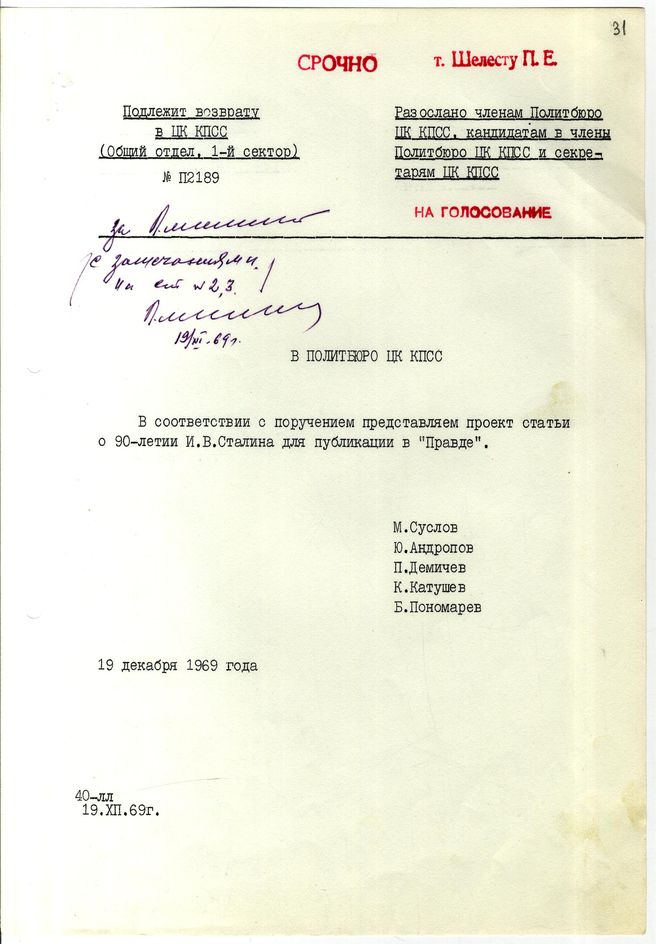 31
СРОЧНО
т. Шелесту П. Е.
Подлежит возврату
в ЦК КПСС
(Общий отдел, 1-й сектор)
№ П2189
Разослано членам Политбюро
ЦК КПСС, кандидатам в члены
Политбюро ЦК КПСС и секре-
тарям ЦК КПСС
НА ГОЛОСОВАНИЕ
за
(с замечаниями
на ст № 2,3.)
19/XII-69г.
В ПОЛИТБЮРО ЦК КПСС
В соответствии с поручением представляем проект статьи
о 90-летии И.В.Сталина для публикации в "Правде".
М.Суслов
Ю.Андропов
П.Демичев
К.Катушев
Б.Пономарев
19 декабря 1969 года
40-лл
19.XII.69г.